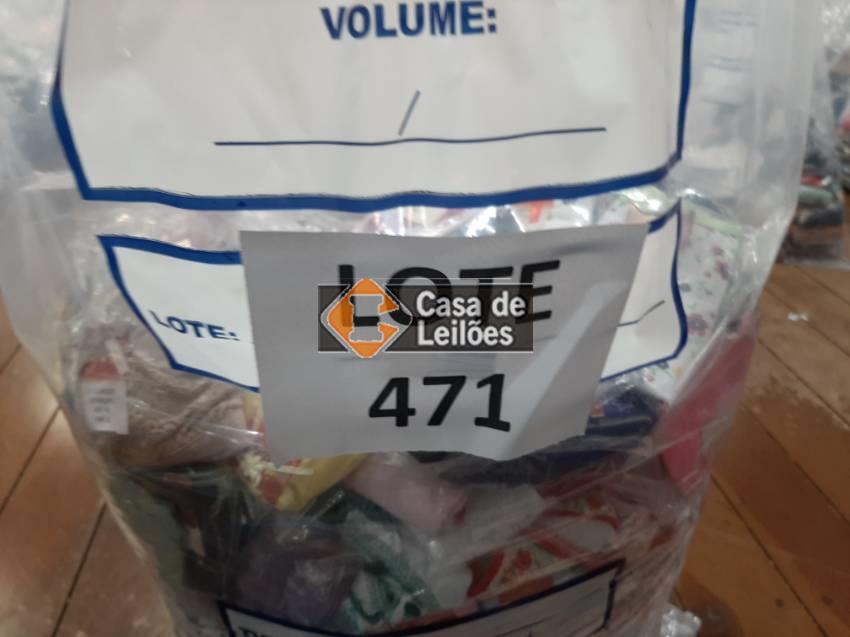 VOLUME:
/
LOTE:
LOTE
Casa de
Leilões
471